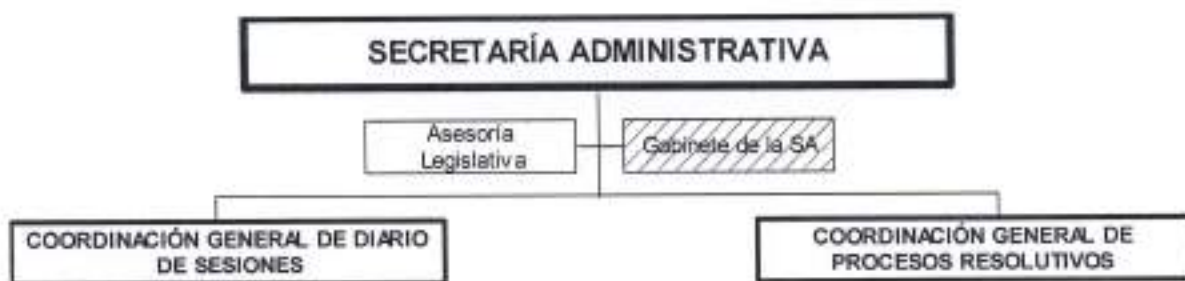 SECRETARÍA ADMINISTRATIVA
Asesoría
Legislativa
Gabinete de la SA
COORDINACIÓN GENERAL DE DIARIO
DE SESIONES
COORDINACIÓN GENERAL DE
PROCESOS RESOLUTIVOS